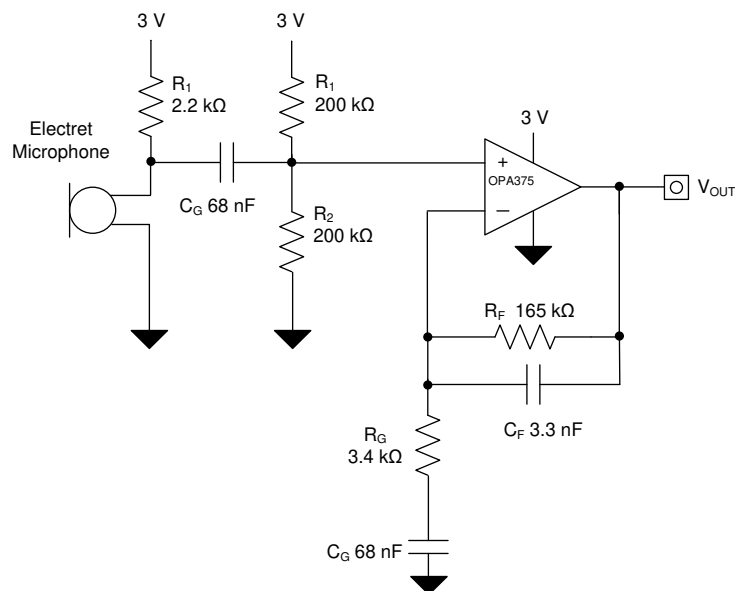 3 V
3 V
R1
2.2 kΩ
R1
200 kΩ
Electret
Microphone
3 V
+
OPA375
–
VOUT
CG 68 nF
R2
200 kΩ
RF 165 kΩ
CF 3.3 nF
RG
3.4 kΩ
CG 68 nF